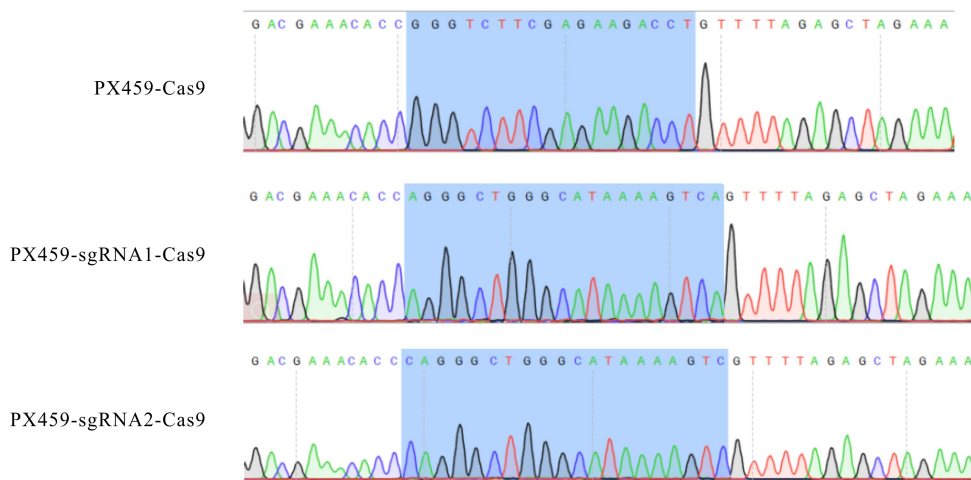 G A C G A A A C A C C G G G T C T T C G A G A A G A C C T G T T T T A G A G C T A G A A A
PX459-Cas9
G A C G A A A C A C C A G G G C T G G G C A T A A A A G T C A G T T T T A G A G C T A G A A A
PX459-sgRNA1-Cas9
G A C G A A A C A C C C A G G G C T G G G C A T A A A A G T C G T T T T A G A G C T A G A A A
PX459-sgRNA2-Cas9